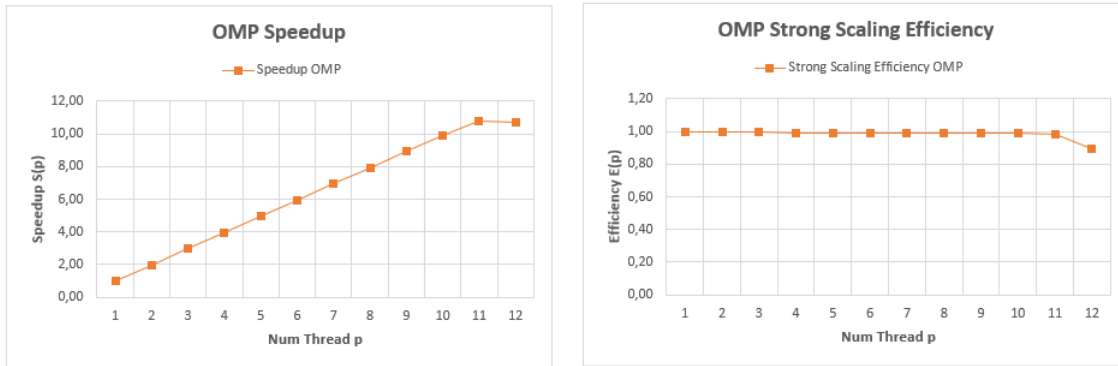 OMP Speedup
Speedup OMP
12,00
10,00
8,00
6,00
4,00
2,00
0,00
Speedup S(p)
1 2 3 4 5 6 7 8 9 10 11 12
Num Thread p
OMP Strong Scaling Efficiency
Strong Scaling Efficiency OMP
1,20
1,00
0,80
0,60
0,40
0,20
0,00
Efficiency E(p)
1 2 3 4 5 6 7 8 9 10 11 12
Num Thread p